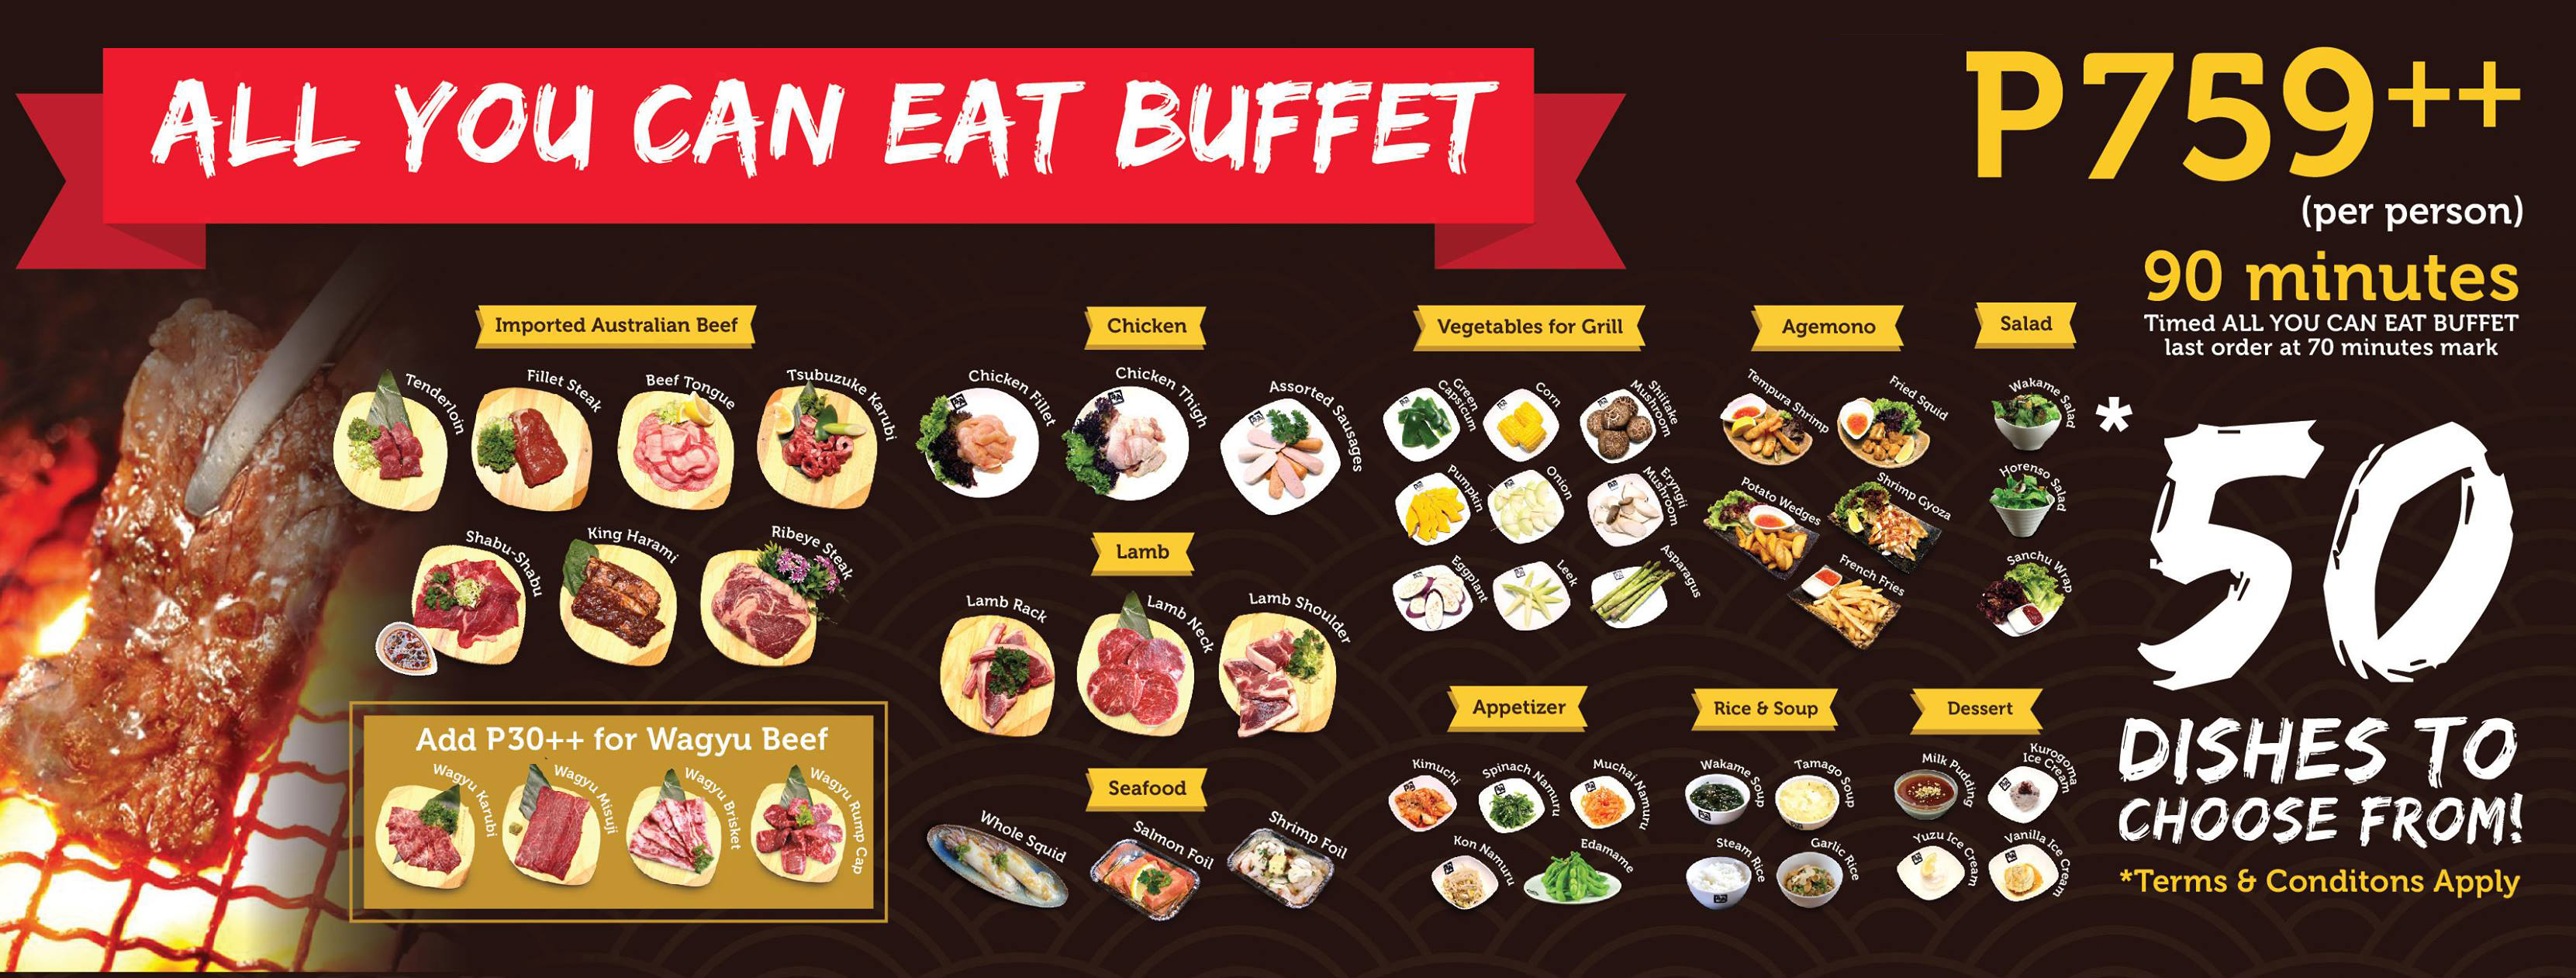 ALL YOU CAN EAT BUFFET
P759++
(per person)
90 minutes
Timed ALL YOU CAN EAT BUFFET
last order at 70 minutes mark
Imported Australian Beef
Tenderloin
Fillet Steak
Beef Tongue
Tsubuzuke Karubi
Shabu-Shabu
King Harami
Ribeye Steak
Add P30++ for Wagyu Beef
Wagyu Karubi
Wagyu Misuji
Wagyu Brisket
Wagyu Rump Cap
Chicken
Chicken Fillet
Chicken Thigh
Assorted Sausages
Lamb
Lamb Rack
Lamb Neck
Lamb Shoulder
Seafood
Whole Squid
Salmon Foil
Shrimp Foil
Vegetables for Grill
Green
Capsicum
Corn
Shiitake
Mushroom
Pumpkin
Onion
Eryngii
Mushroom
Eggplant
Leek
Asparagus
Agemono
Tempura Shrimp
Fried Squid
Potato Wedges
Shrimp Gyoza
French Fries
Salad
Wakame Salad
Horenso Salad
Sanchu Wrap
Appetizer
Kimuchi
Spinach Namuru
Muchai Namuru
Kon Namuru
Edamame
Rice & Soup
Wakame Soup
Tamago Soup
Steam Rice
Garlic Rice
Dessert
Milk Pudding
Kurogoma
Ice Cream
Yuzu Ice Cream
Vanilla Ice Cream
*50
DISHES TO
CHOOSE FROM!
*Terms & Conditons Apply